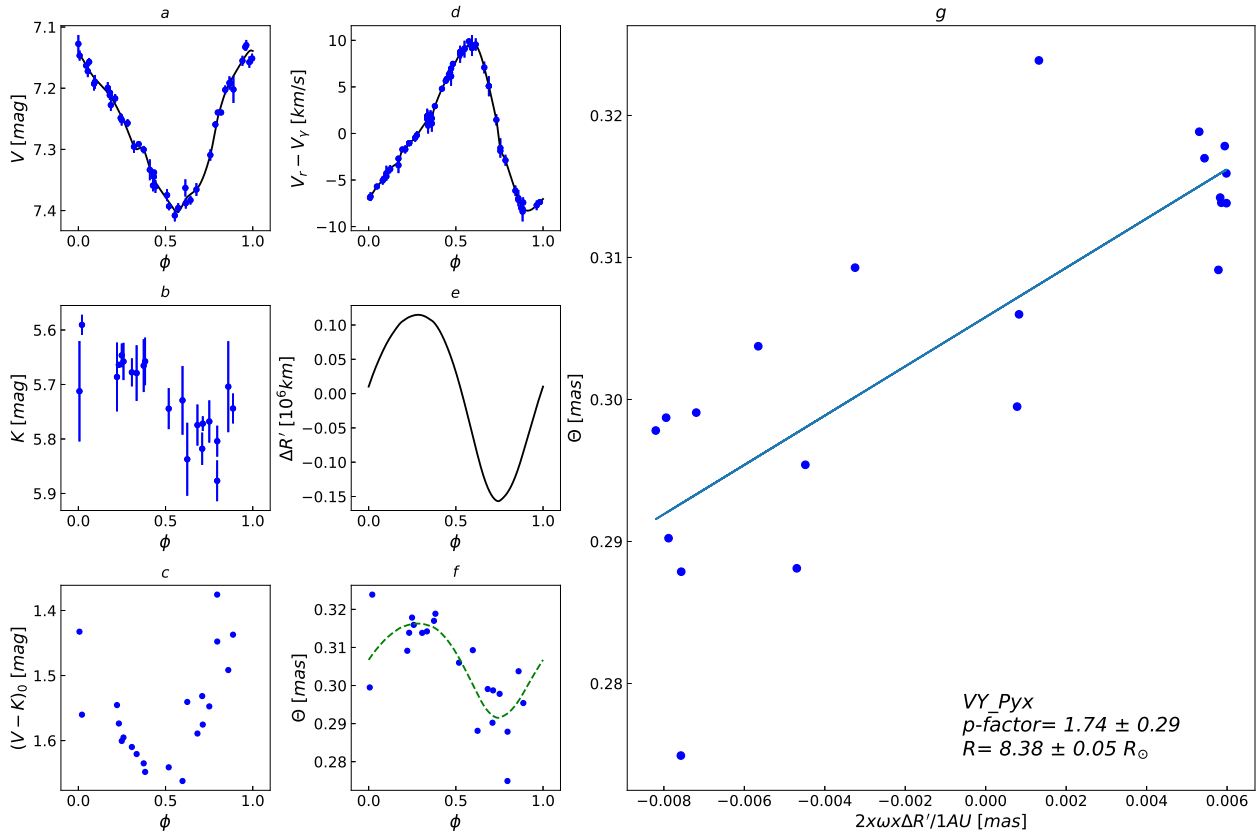 a
7.1
7.2
7.3
7.4
V [mag]
0.0 0.5 1.0
ϕ
d
10
5
0
−5
−10
V_r − V_γ [km/s]
0.0 0.5 1.0
ϕ
g
0.32
0.31
0.30
0.29
0.28
Θ [mas]
VY_Pyx
p-factor= 1.74 ± 0.29
R= 8.38 ± 0.05 R_⊙
−0.008 −0.006 −0.004 −0.002 0.000 0.002 0.004 0.006
2xωxΔR′/1AU [mas]
b
5.6
5.7
5.8
5.9
K [mag]
0.0 0.5 1.0
ϕ
e
0.10
0.05
0.00
−0.05
−0.10
−0.15
ΔR′ [10⁶km]
0.0 0.5 1.0
ϕ
c
1.4
1.5
1.6
(V − K)₀ [mag]
0.0 0.5 1.0
ϕ
f
0.32
0.31
0.30
0.29
0.28
Θ [mas]
0.0 0.5 1.0
ϕ